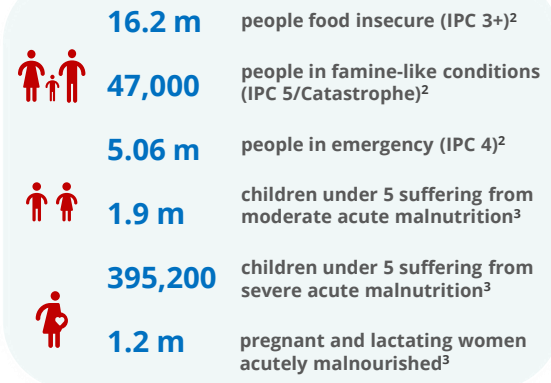 16.2 m people food insecure (IPC 3+)²
47,000 people in famine-like conditions
(IPC 5/Catastrophe)²
5.06 m people in emergency (IPC 4)²
1.9 m children under 5 suffering from
moderate acute malnutrition³
395,200 children under 5 suffering from
severe acute malnutrition³
1.2 m pregnant and lactating women
acutely malnourished³